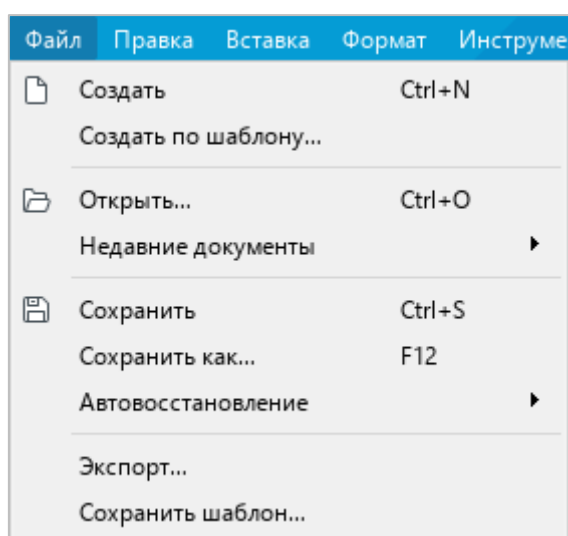 Файл Правка Вставка Формат Инструме
Создать Ctrl+N
Создать по шаблону...
Открыть... Ctrl+O
Недавние документы
Сохранить Ctrl+S
Сохранить как... F12
Автовосстановление
Экспорт...
Сохранить шаблон...